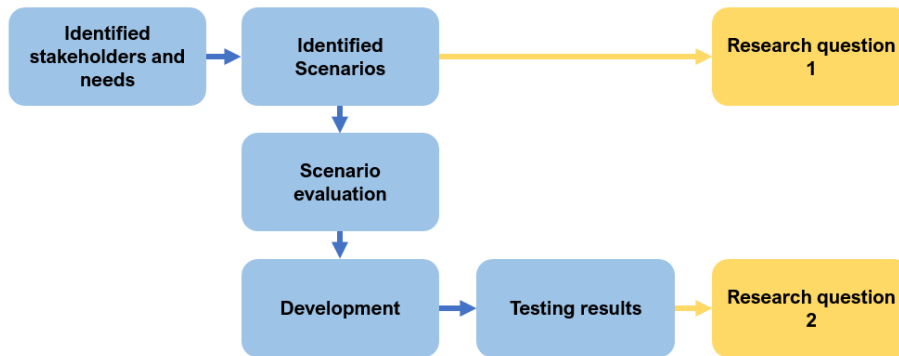 Identified
stakeholders and
needs
Identified
Scenarios
Research question
1
Scenario
evaluation
Development
Testing results
Research question
2